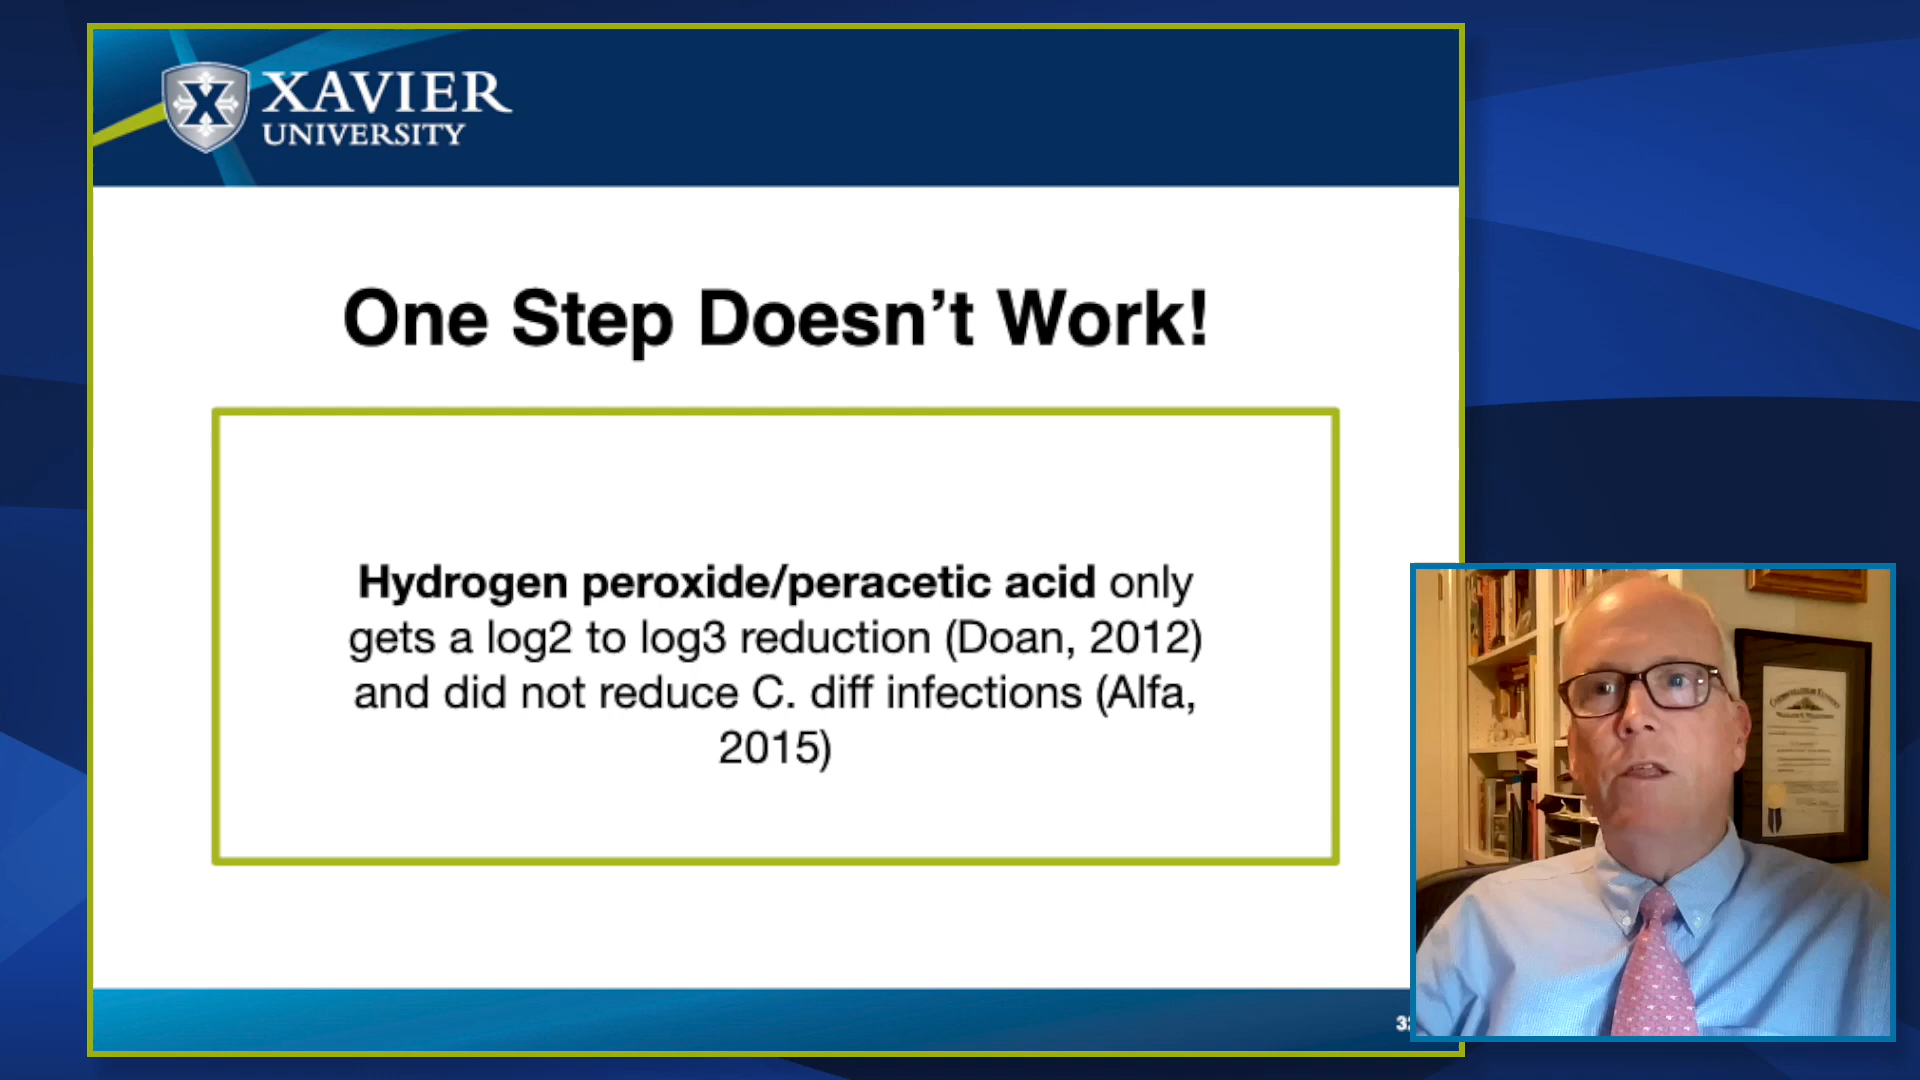 XAVIER
UNIVERSITY
One Step Doesn’t Work!
Hydrogen peroxide/peracetic acid only
gets a log2 to log3 reduction (Doan, 2012)
and did not reduce C. diff infections (Alfa,
2015)